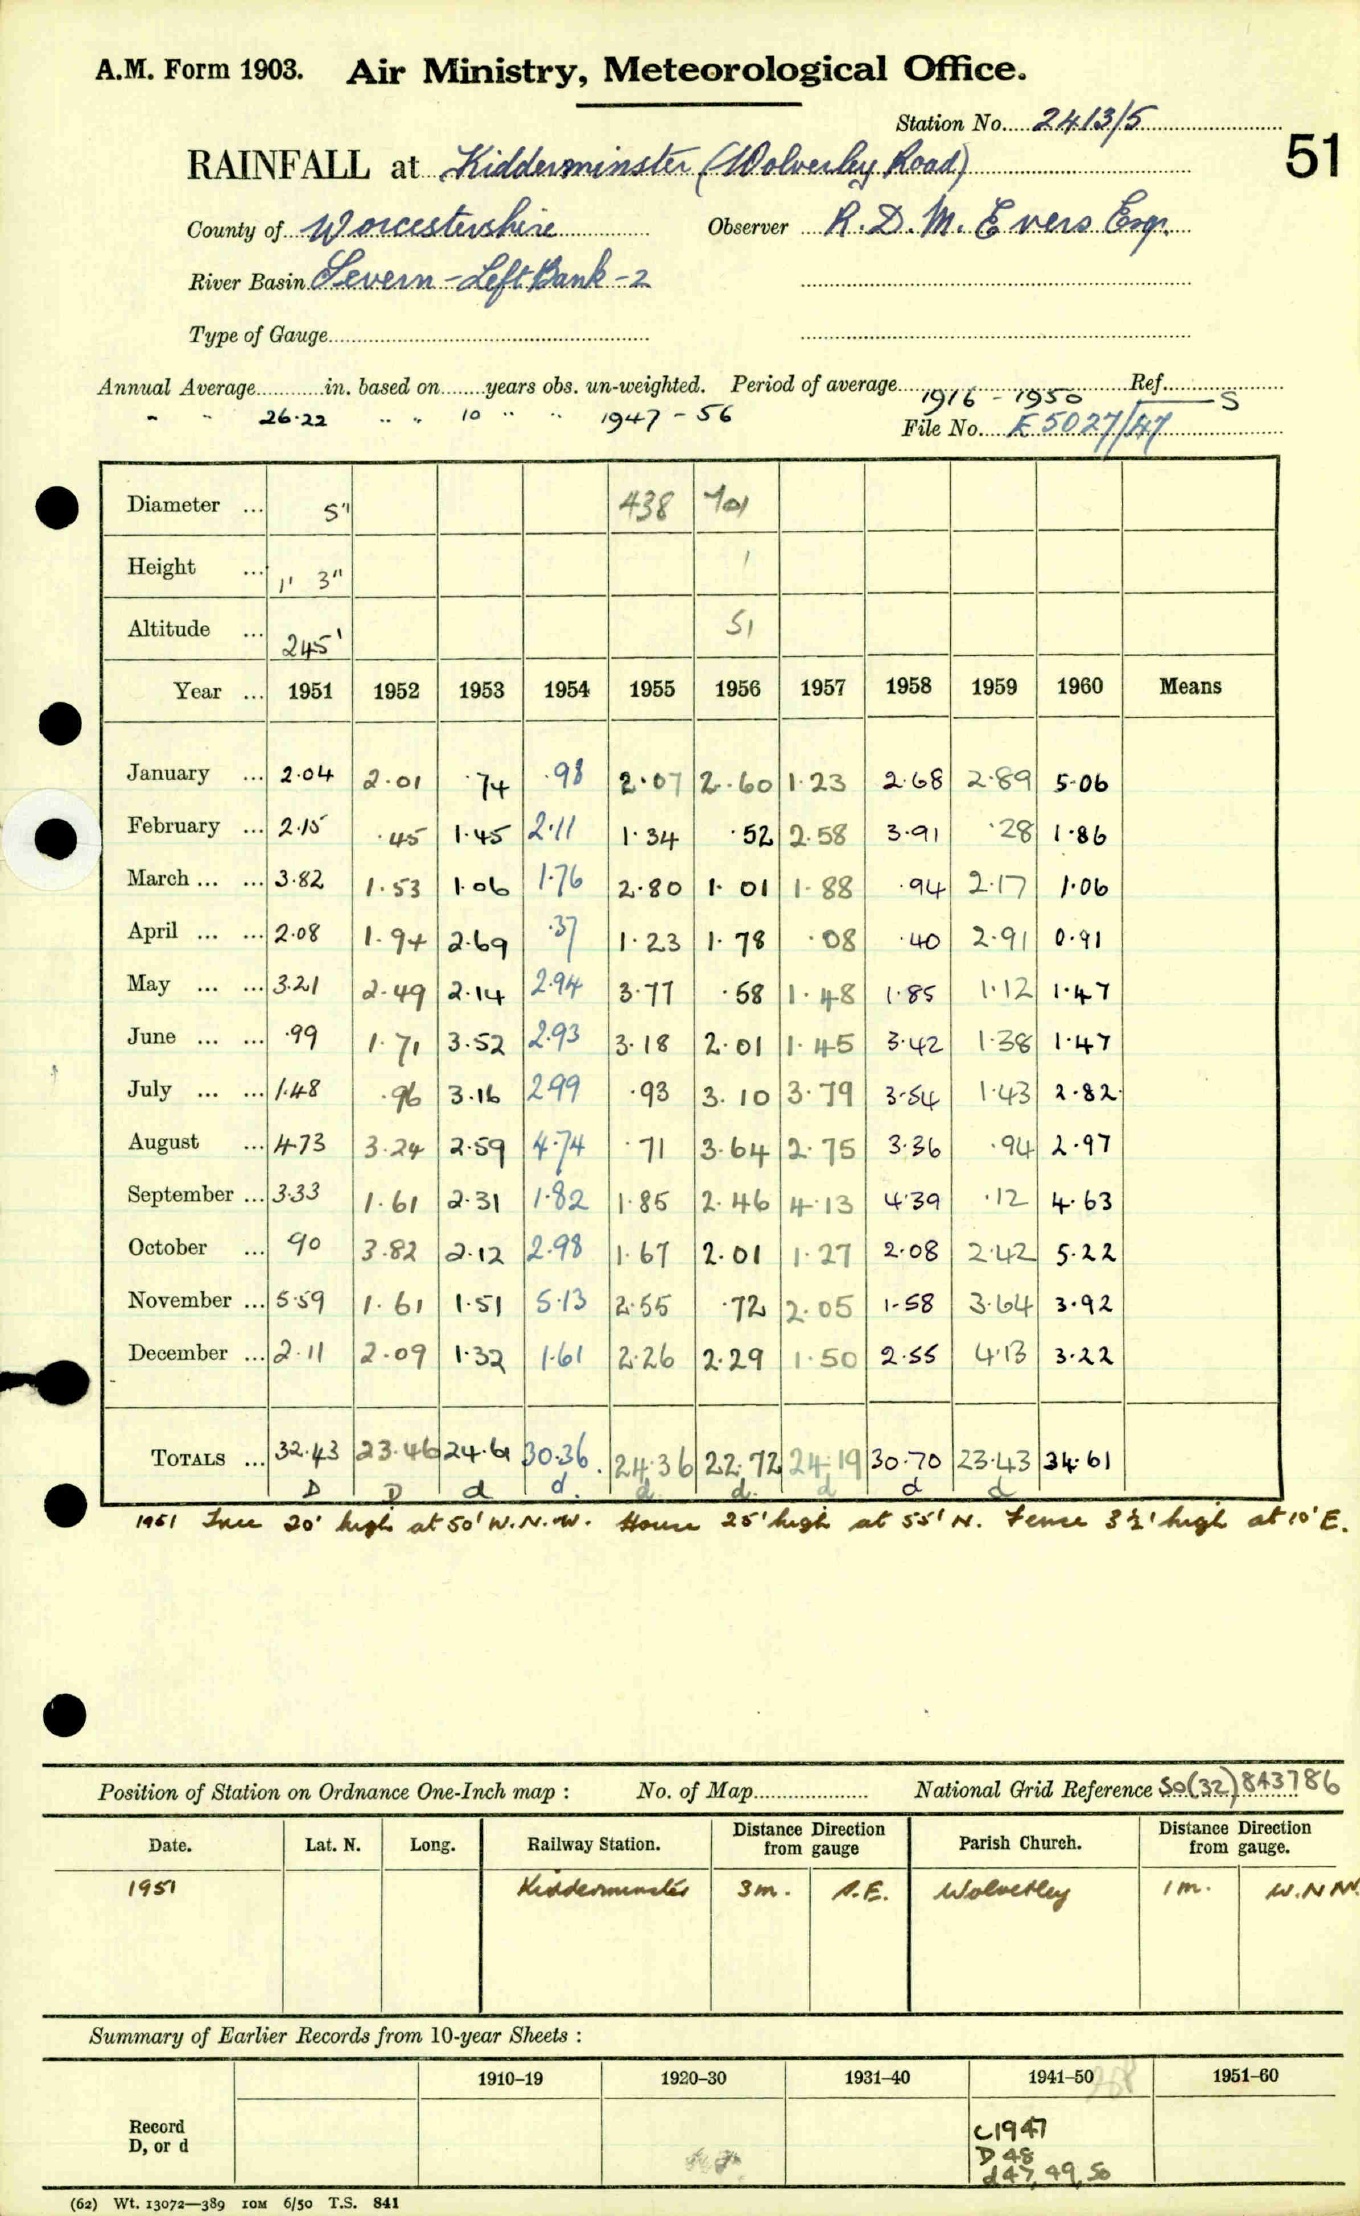 A.M. Form 1903. Air Ministry, Meteorological Office.
Station No. 2413/5
51
RAINFALL at Kidderminster (Wolverley Road)
County of Worcestershire Observer R. D. M. Evers Esqr.
River Basin Severn - Left Bank - 2
Type of Gauge
Annual Average in. based on years obs. un-weighted. Period of average 1916 - 1950 Ref. S
" " 26.22 " " 10 " " 1947 - 56 File No. E 5027/47
Diameter ... 5" 438 701
Height ... 1' 3" 1
Altitude ... 245' 51
Year ... 1951 1952 1953 1954 1955 1956 1957 1958 1959 1960 Means
January ... 2.04 2.01 .74 .98 2.07 2.60 1.23 2.68 2.89 5.06
February ... 2.15 .45 1.45 2.11 1.34 .52 2.58 3.91 .28 1.86
March ... ... 3.82 1.53 1.06 1.76 2.80 1.01 1.88 .94 2.17 1.06
April ... ... 2.08 1.94 2.69 .37 1.23 1.78 .08 .40 2.91 0.91
May ... ... 3.21 2.49 2.14 2.94 3.77 .58 1.48 1.85 1.12 1.47
June ... ... .99 1.71 3.52 2.93 3.18 2.01 1.45 3.42 1.38 1.47
July ... ... 1.48 .96 3.16 2.99 .93 3.10 3.79 3.54 1.43 2.82
August ... 4.73 3.24 2.59 4.74 .71 3.64 2.75 3.36 .94 2.97
September ... 3.33 1.61 2.31 1.82 1.85 2.46 4.13 4.39 .12 4.63
October ... 90 3.82 2.12 2.98 1.67 2.01 1.27 2.08 2.42 5.22
November ... 5.59 1.61 1.51 5.13 2.55 .72 2.05 1.58 3.64 3.92
December ... 2.11 2.09 1.32 1.61 2.26 2.29 1.50 2.55 4.13 3.22
TOTALS ... 32.43 23.46 24.61 30.36 24.36 22.72 24.19 30.70 23.43 34.61
D D d d. d. d. d d d
1951 Tree 20' high at 50' W.N.W. House 25' high at 55' N. Fence 3½' high at 10' E.
Position of Station on Ordnance One-Inch map : No. of Map National Grid Reference SO(32)843786
Date. Lat. N. Long. Railway Station. Distance Direction from gauge Parish Church. Distance Direction from gauge.
1951 Kidderminster 3m. S.E. Wolverley 1m. W.N.W.
Summary of Earlier Records from 10-year Sheets :
1910–19 1920–30 1931–40 1941–50 1951–60
Record D, or d
C1947
D 48
d 47, 49, 50
(62) Wt. 13072—389 10M 6/50 T.S. 841